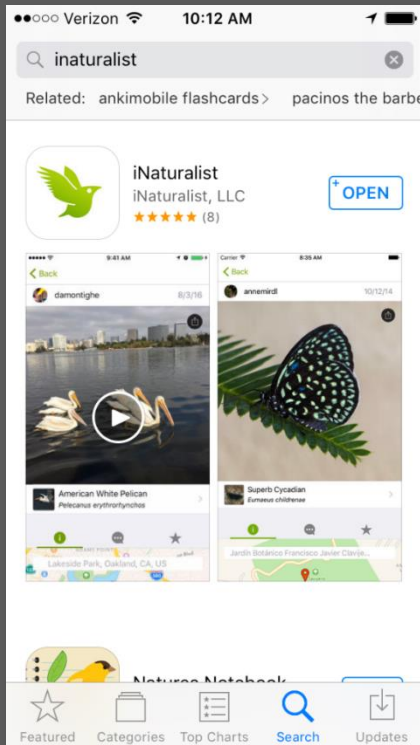 Verizon 10:12 AM
inaturalist
Related: ankimobile flashcards> pacinos the barbe
iNaturalist
iNaturalist, LLC
(8)
+ OPEN
9:41 AM
Back
damontighe 8/3/16
American White Pelican
Pelecanus erythrorhynchos
Lakeside Park, Oakland, CA, US
Carrier 8:35 AM
Back
annemirdl 10/12/14
Superb Cycadian
Eumaeus childrenae
Jardín Botánico Francisco Javier Clavije...
Featured Categories Top Charts Search Updates